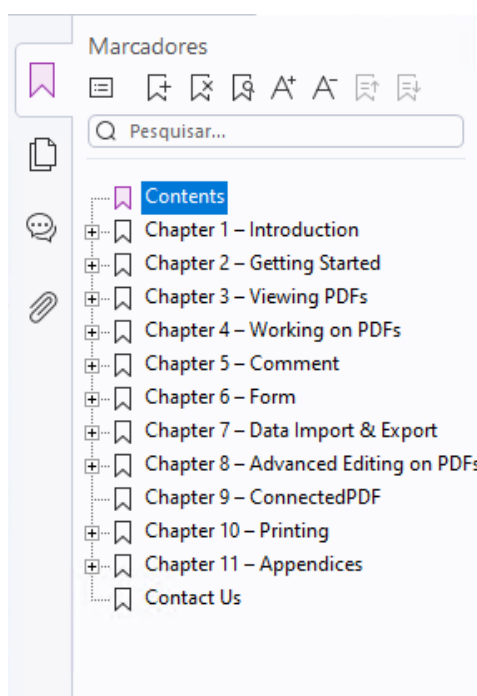 Marcadores
Pesquisar...
Contents
Chapter 1 – Introduction
Chapter 2 – Getting Started
Chapter 3 – Viewing PDFs
Chapter 4 – Working on PDFs
Chapter 5 – Comment
Chapter 6 – Form
Chapter 7 – Data Import & Export
Chapter 8 – Advanced Editing on PDFs
Chapter 9 – ConnectedPDF
Chapter 10 – Printing
Chapter 11 – Appendices
Contact Us